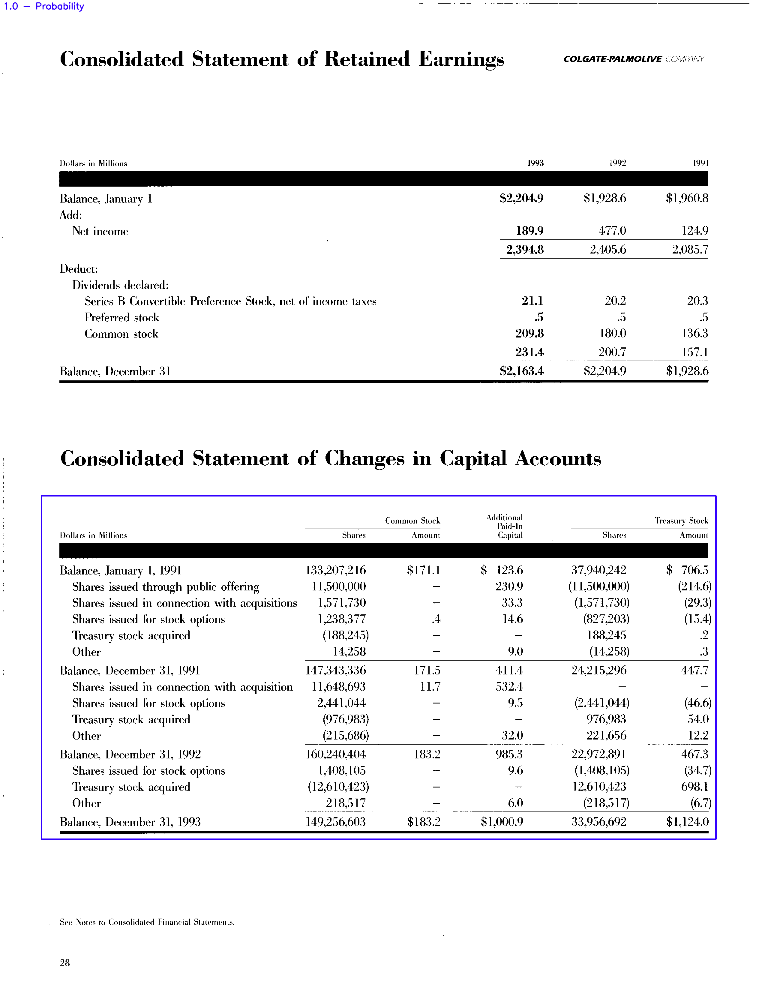 1.0 - Probability
Consolidated Statement of Retained Earnings COLGATE-PALMOLIVE COMPANY
Dollars in Millions 1993 1992 1991
Balance, January 1 $2,204.9 $1,928.6 $1,960.8
Add:
Net income 189.9 477.0 124.9
2,394.8 2,405.6 2,085.7
Deduct:
Dividends declared:
Series B Convertible Preference Stock, net of income taxes 21.1 20.2 20.3
Preferred stock .5 .5 .5
Common stock 209.8 180.0 136.3
231.4 200.7 157.1
Balance, December 31 $2,163.4 $2,204.9 $1,928.6
Consolidated Statement of Changes in Capital Accounts
Common Stock Additional Paid-In Capital Treasury Stock
Dollars in Millions Shares Amount Shares Amount
Balance, January 1, 1991 133,207,216 $171.1 $ 123.6 37,940,242 $ 706.5
Shares issued through public offering 11,500,000 – 230.9 (11,500,000) (214.6)
Shares issued in connection with acquisitions 1,571,730 – 33.3 (1,571,730) (29.3)
Shares issued for stock options 1,238,377 .4 14.6 (827,203) (15.4)
Treasury stock acquired (188,245) – – 188,245 .2
Other 14,258 – 9.0 (14,258) .3
Balance, December 31, 1991 147,343,336 171.5 411.4 24,215,296 447.7
Shares issued in connection with acquisition 11,648,693 11.7 532.4 – –
Shares issued for stock options 2,441,044 – 9.5 (2,441,044) (46.6)
Treasury stock acquired (976,983) – – 976,983 54.0
Other (215,686) – 32.0 221,656 12.2
Balance, December 31, 1992 160,240,404 183.2 985.3 22,972,891 467.3
Shares issued for stock options 1,408,105 – 9.6 (1,408,105) (34.7)
Treasury stock acquired (12,610,423) – – 12,610,423 698.1
Other 218,517 – 6.0 (218,517) (6.7)
Balance, December 31, 1993 149,256,603 $183.2 $1,000.9 33,956,692 $1,124.0
See Notes to Consolidated Financial Statements.
28